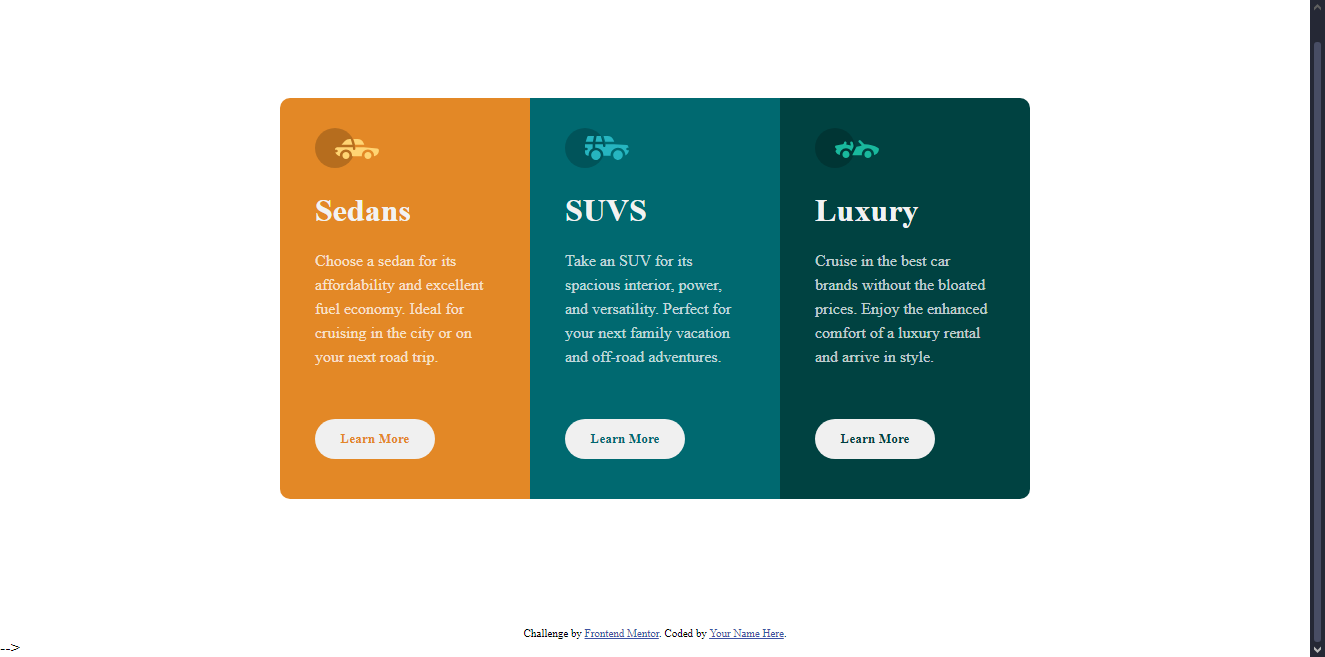 Sedans
Choose a sedan for its
affordability and excellent
fuel economy. Ideal for
cruising in the city or on
your next road trip.
Learn More
SUVS
Take an SUV for its
spacious interior, power,
and versatility. Perfect for
your next family vacation
and off-road adventures.
Learn More
Luxury
Cruise in the best car
brands without the bloated
prices. Enjoy the enhanced
comfort of a luxury rental
and arrive in style.
Learn More
Challenge by Frontend Mentor. Coded by Your Name Here.
-->